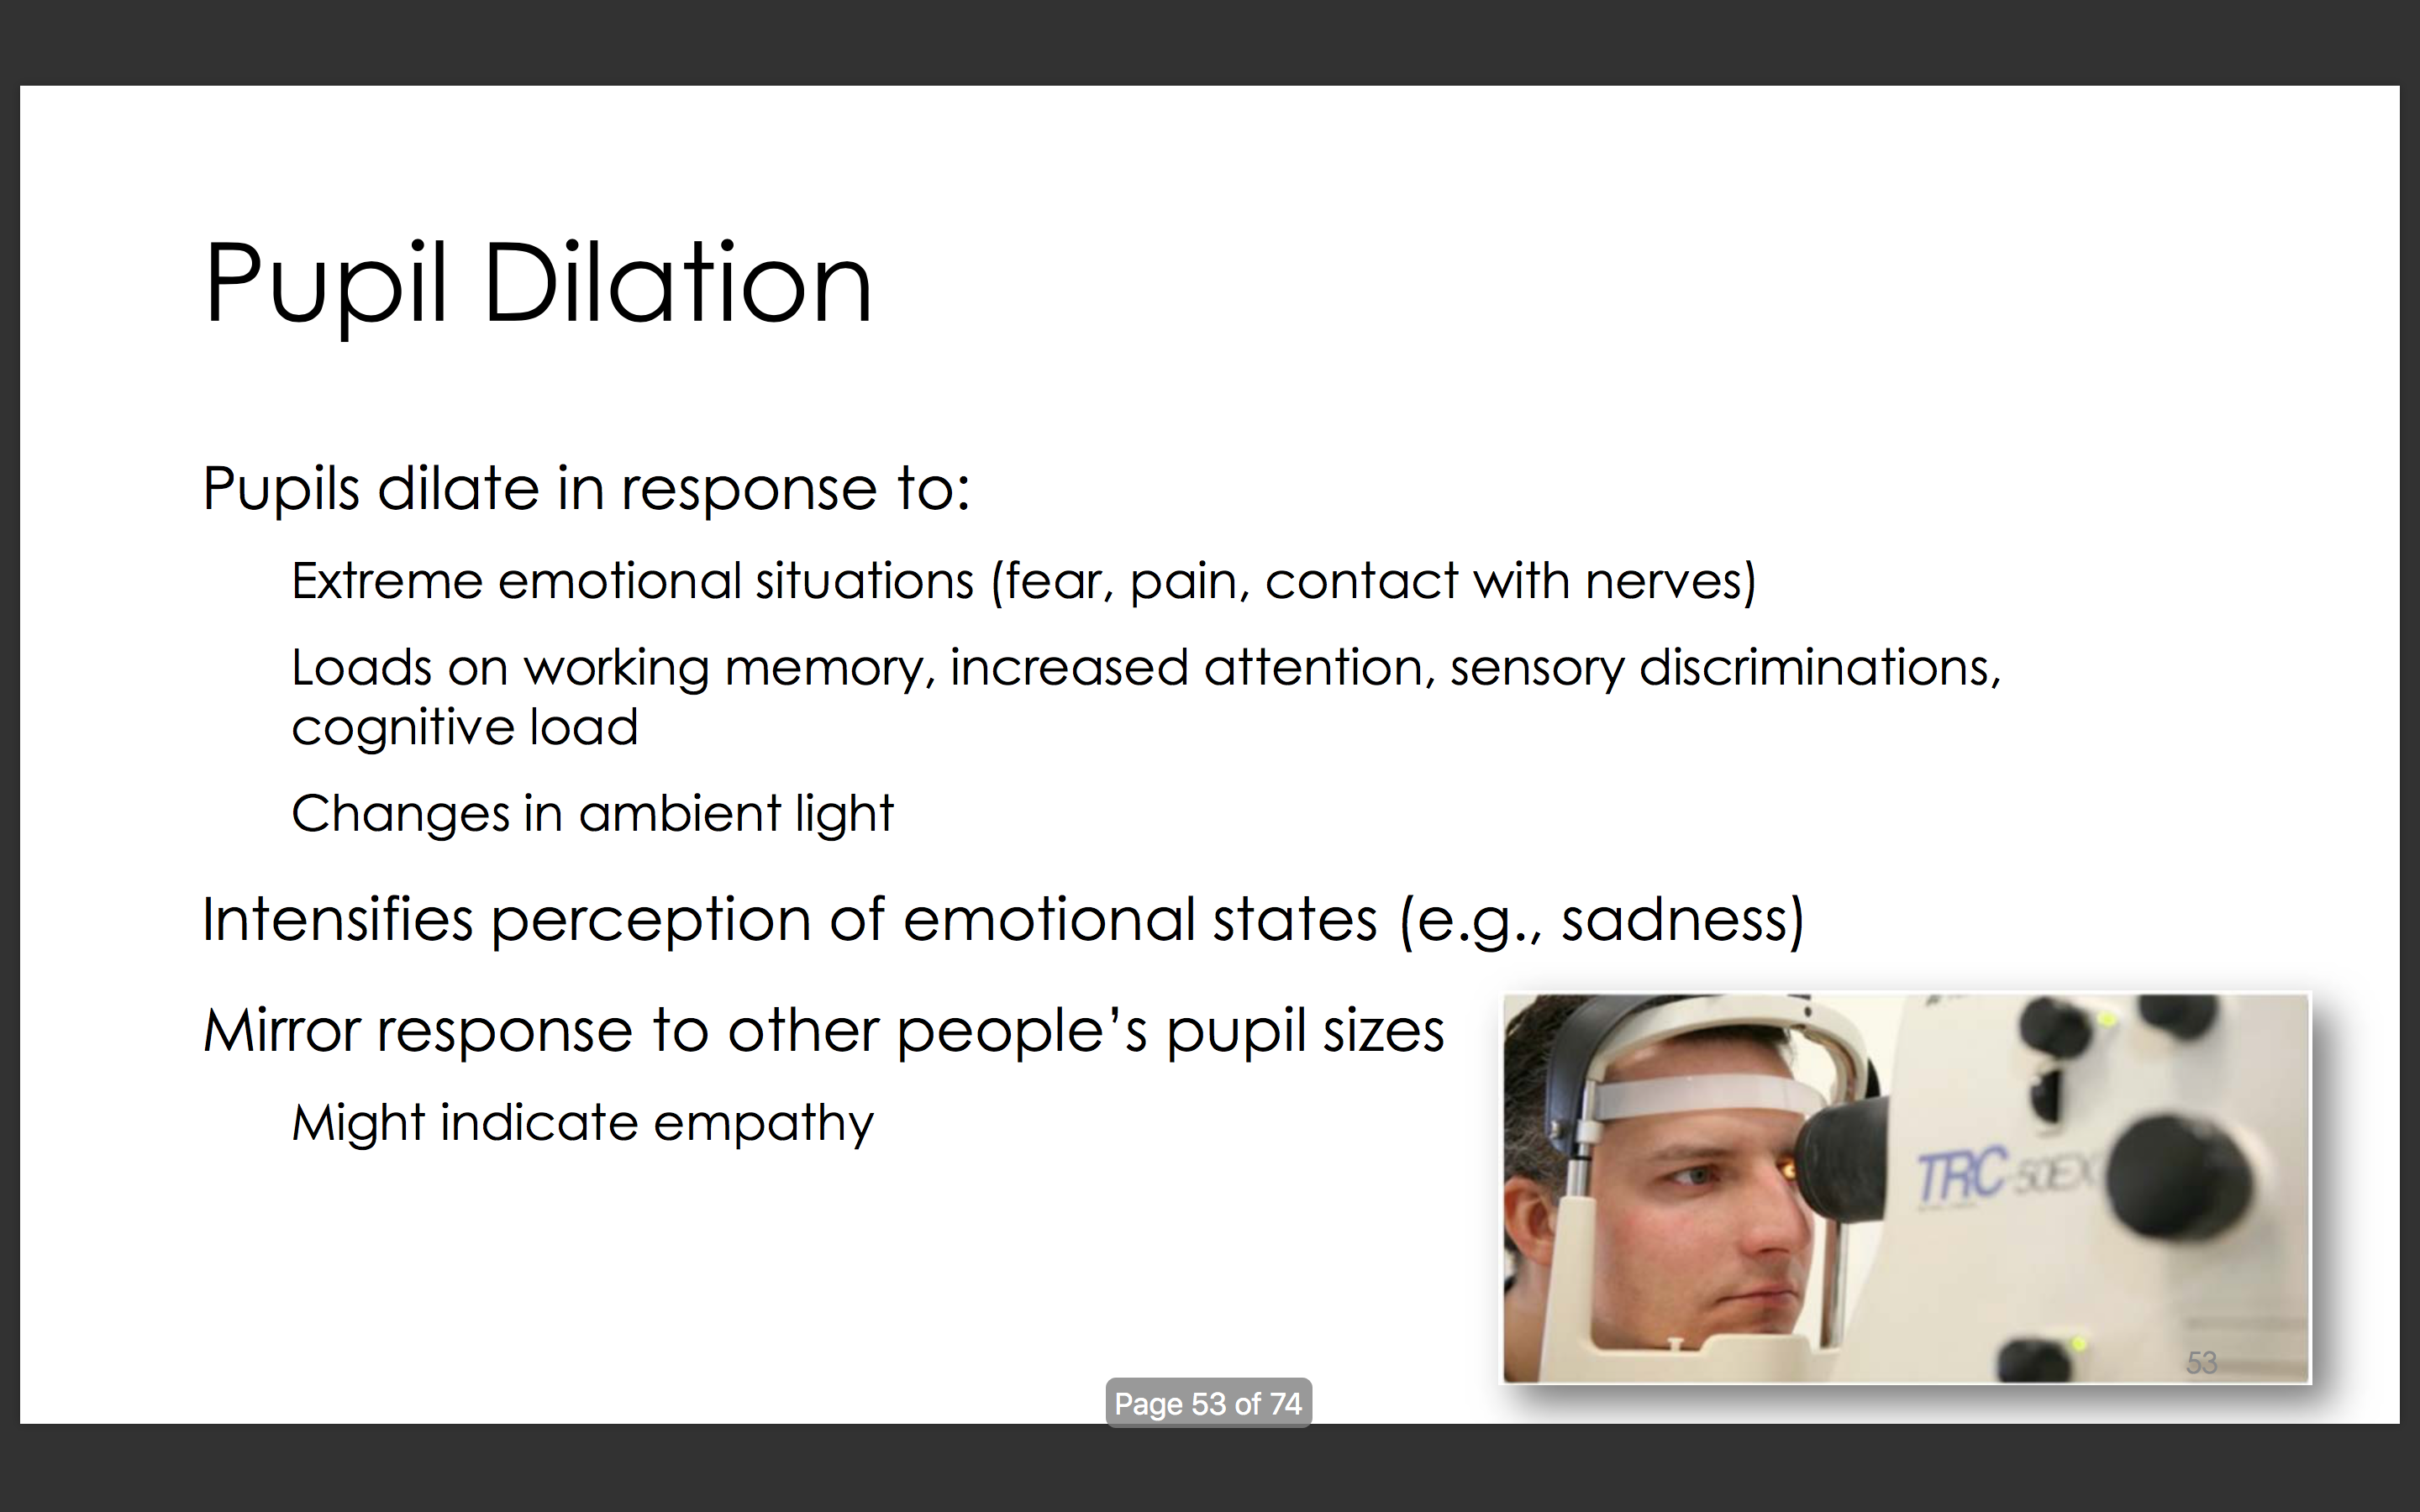 Pupil Dilation
Pupils dilate in response to:
Extreme emotional situations (fear, pain, contact with nerves)
Loads on working memory, increased attention, sensory discriminations,
cognitive load
Changes in ambient light
Intensifies perception of emotional states (e.g., sadness)
Mirror response to other people’s pupil sizes
Might indicate empathy
TRC-50EX
53
Page 53 of 74